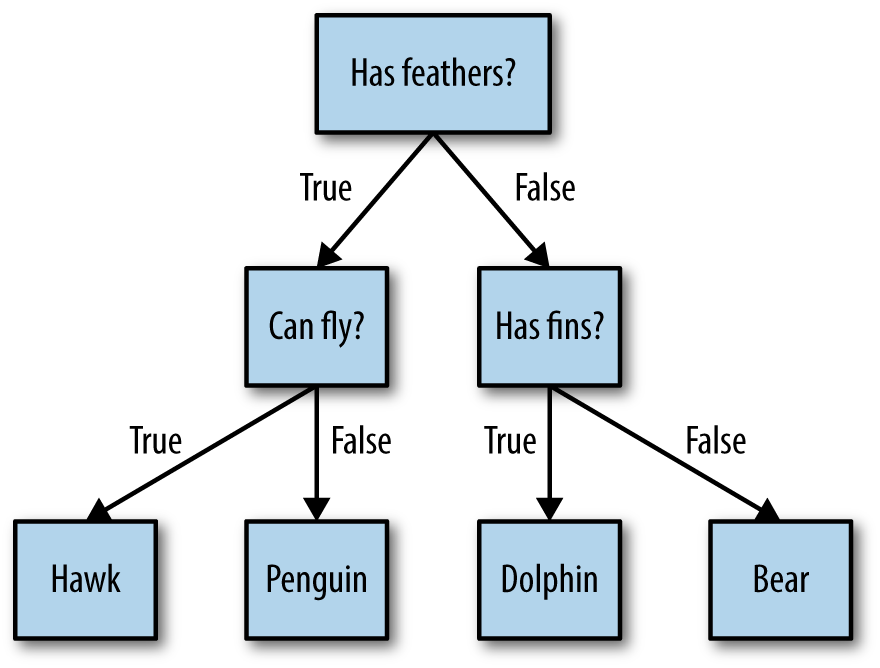 Has feathers?
True
False
Can fly?
Has fins?
True
False
True
False
Hawk
Penguin
Dolphin
Bear